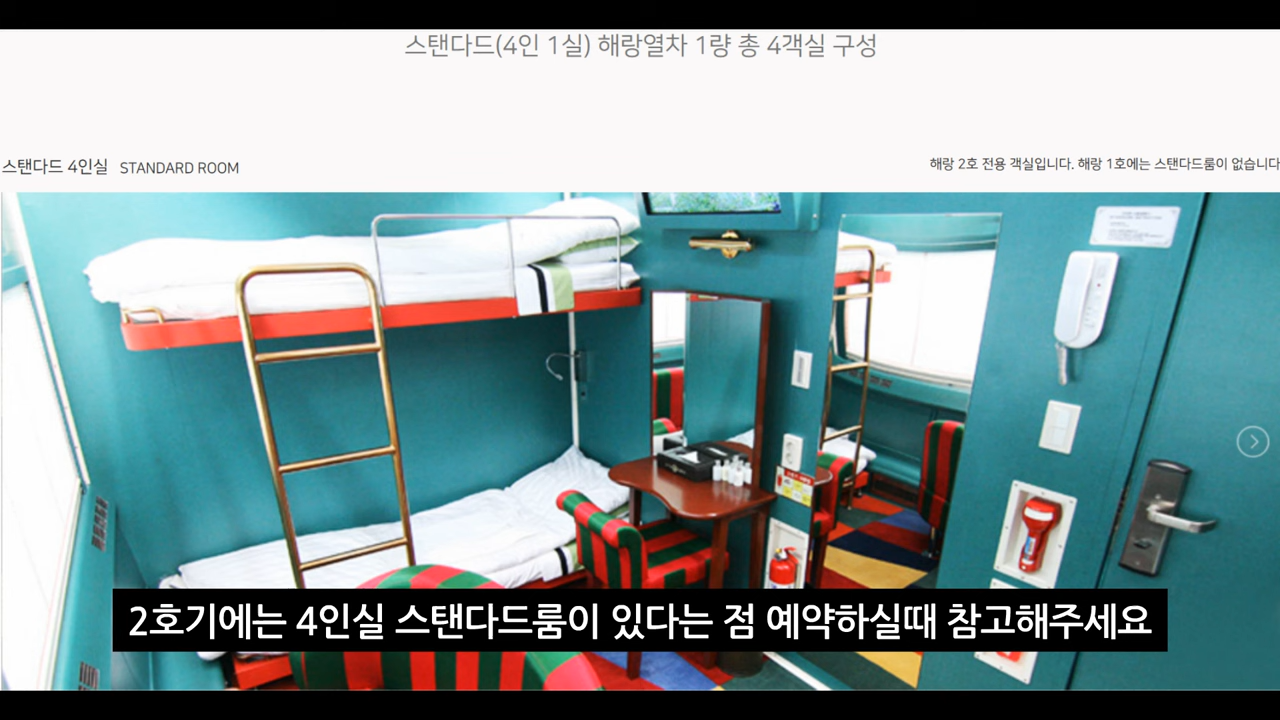 스탠다드(4인 1실) 해랑열차 1량 총 4객실 구성
스탠다드 4인실 STANDARD ROOM
해랑 2호 전용 객실입니다. 해랑 1호에는 스탠다드룸이 없습니다
2호기에는 4인실 스탠다드룸이 있다는 점 예약하실때 참고해주세요